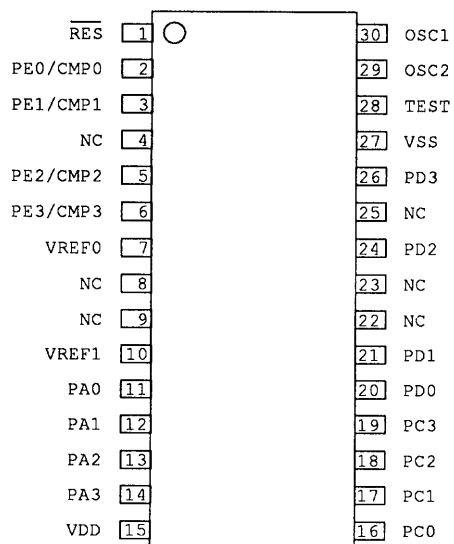 RES 1 30 OSC1
PE0/CMP0 2 29 OSC2
PE1/CMP1 3 28 TEST
NC 4 27 VSS
PE2/CMP2 5 26 PD3
PE3/CMP3 6 25 NC
VREF0 7 24 PD2
NC 8 23 NC
NC 9 22 NC
VREF1 10 21 PD1
PA0 11 20 PD0
PA1 12 19 PC3
PA2 13 18 PC2
PA3 14 17 PC1
VDD 15 16 PC0